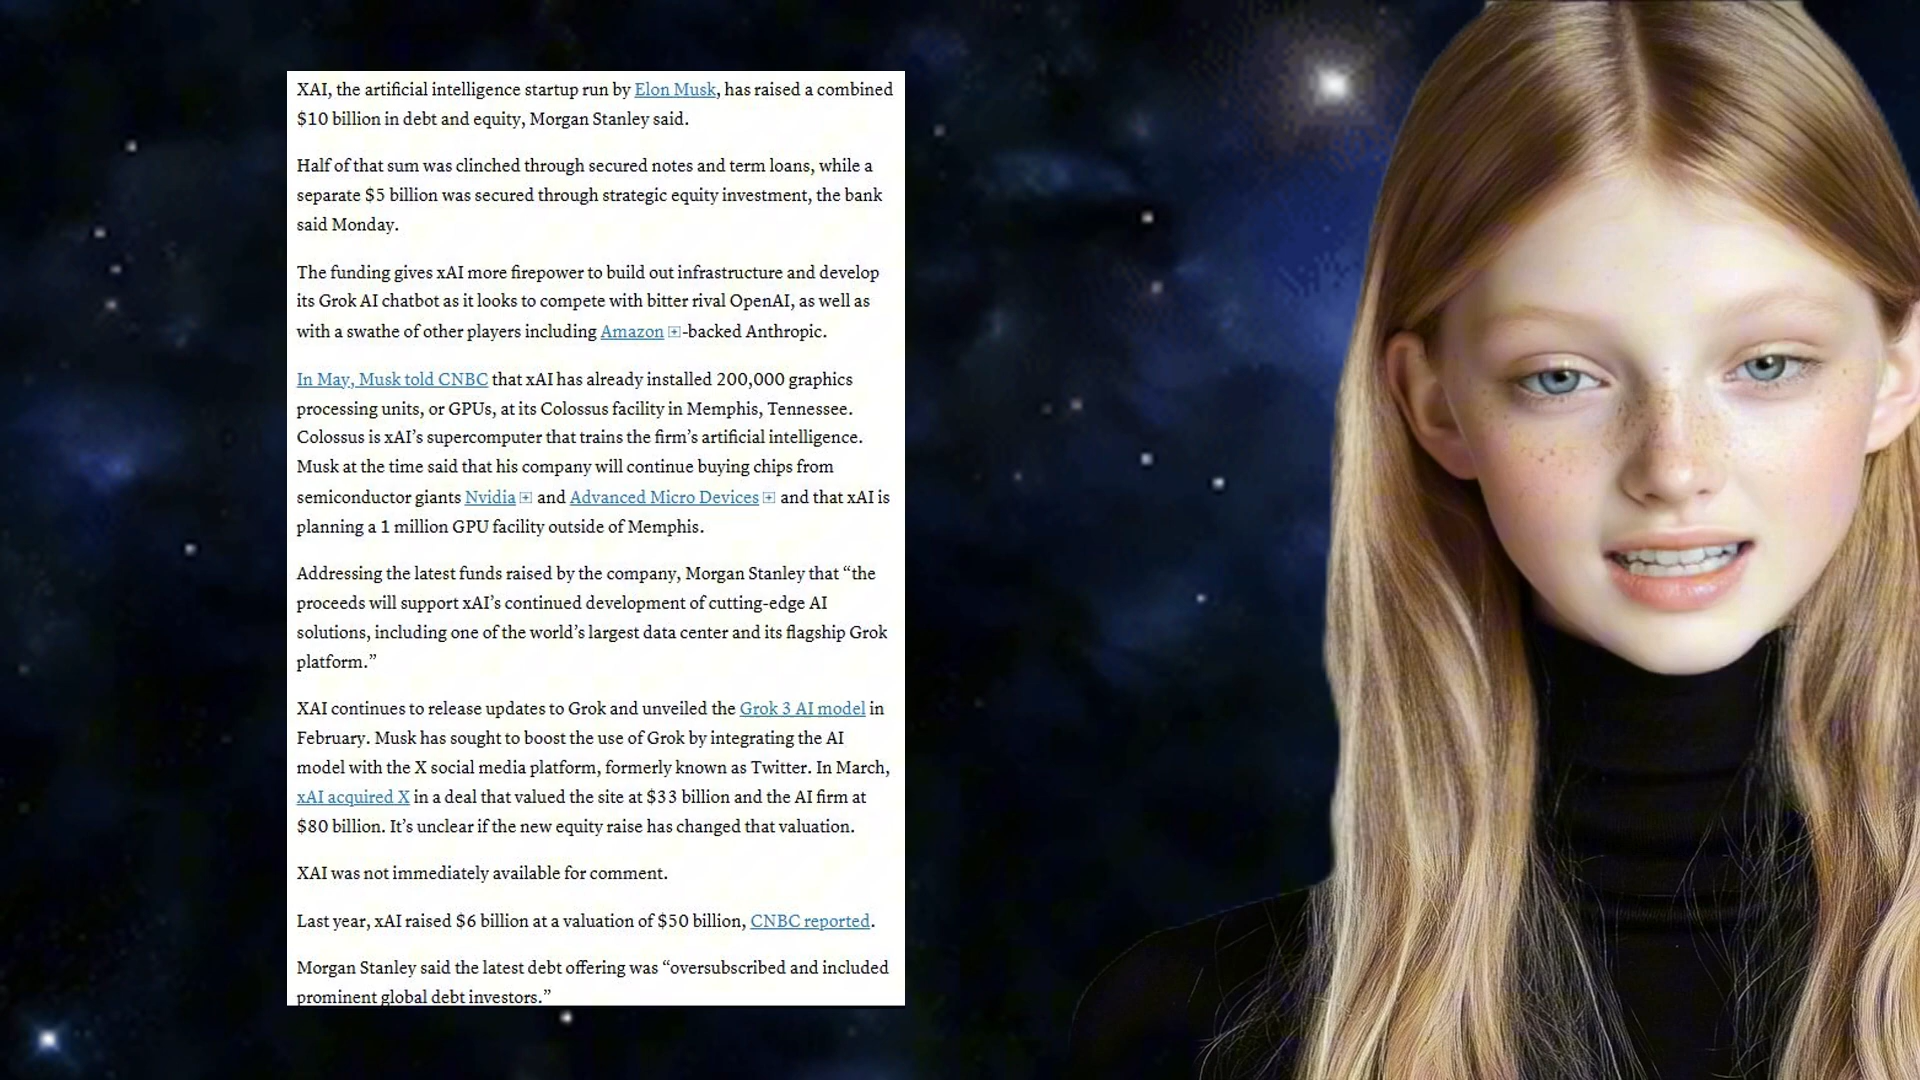 XAI, the artificial intelligence startup run by Elon Musk, has raised a combined
$10 billion in debt and equity, Morgan Stanley said.
Half of that sum was clinched through secured notes and term loans, while a
separate $5 billion was secured through strategic equity investment, the bank
said Monday.
The funding gives xAI more firepower to build out infrastructure and develop
its Grok AI chatbot as it looks to compete with bitter rival OpenAI, as well as
with a swathe of other players including Amazon -backed Anthropic.
In May, Musk told CNBC that xAI has already installed 200,000 graphics
processing units, or GPUs, at its Colossus facility in Memphis, Tennessee.
Colossus is xAI’s supercomputer that trains the firm’s artificial intelligence.
Musk at the time said that his company will continue buying chips from
semiconductor giants Nvidia and Advanced Micro Devices and that xAI is
planning a 1 million GPU facility outside of Memphis.
Addressing the latest funds raised by the company, Morgan Stanley that “the
proceeds will support xAI’s continued development of cutting-edge AI
solutions, including one of the world’s largest data center and its flagship Grok
platform.”
XAI continues to release updates to Grok and unveiled the Grok 3 AI model in
February. Musk has sought to boost the use of Grok by integrating the AI
model with the X social media platform, formerly known as Twitter. In March,
xAI acquired X in a deal that valued the site at $33 billion and the AI firm at
$80 billion. It’s unclear if the new equity raise has changed that valuation.
XAI was not immediately available for comment.
Last year, xAI raised $6 billion at a valuation of $50 billion, CNBC reported.
Morgan Stanley said the latest debt offering was “oversubscribed and included
prominent global debt investors.”